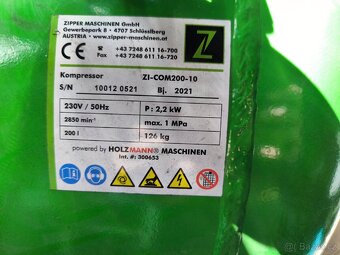 ZIPPER MASCHINEN GmbH
Gewerbepark 8 • 4707 Schlüsslberg
AUSTRIA • www.zipper-maschinen.at
CE
+43 7248 611 16-700
Fax +43 7248 611 16-720
Z
Kompressor ZI-COM200-10
S/N 10012 0521 Bj. 2021
230V / 50Hz P: 2,2 kW
2850 min⁻¹ max. 1 MPa
200 l 126 kg
powered by HOLZMANN® MASCHINEN
Int. #: 300653